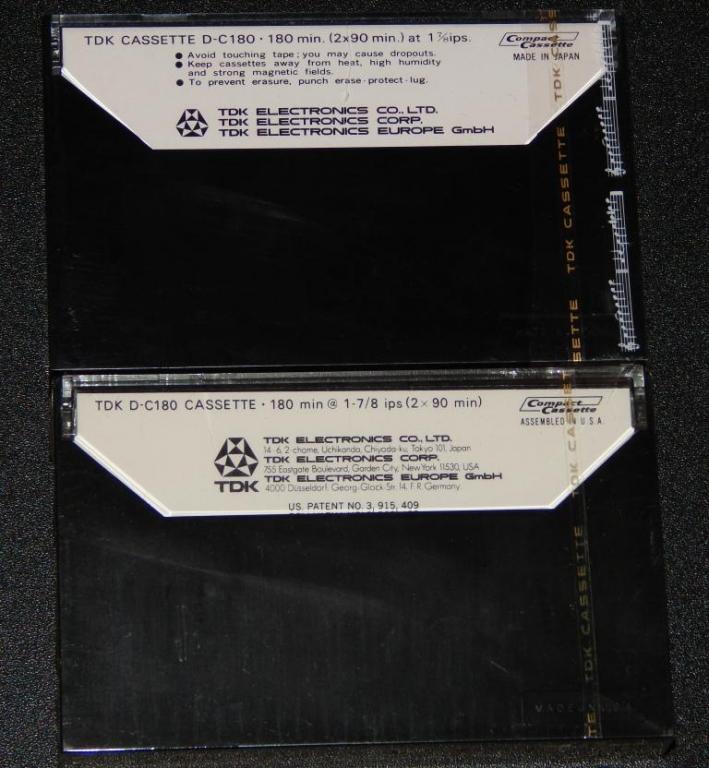 TDK CASSETTE D-C180 · 180 min. (2x90 min.) at 1⅞ips.
Compact Cassette
MADE IN JAPAN
● Avoid touching tape; you may cause dropouts.
● Keep cassettes away from heat, high humidity
and strong magnetic fields.
● To prevent erasure, punch erase-protect-lug.
TDK ELECTRONICS CO., LTD.
TDK ELECTRONICS CORP.
TDK ELECTRONICS EUROPE GmbH
TDK CASSETTE
TDK CASSETTE
TDK D-C180 CASSETTE · 180 min @ 1-7/8 ips (2× 90 min)
Compact Cassette
ASSEMBLED IN U.S.A.
TDK
TDK ELECTRONICS CO., LTD.
14-6, 2-chome, Uchikanda, Chiyoda-ku, Tokyo 101, Japan
TDK ELECTRONICS CORP.
755 Eastgate Boulevard, Garden City, New York 11530, USA
TDK ELECTRONICS EUROPE GmbH
4000 Düsseldorf. Georg-Glock-Str. 14. F.R. Germany
US. PATENT NO. 3, 915, 409
TDK CASSETTE